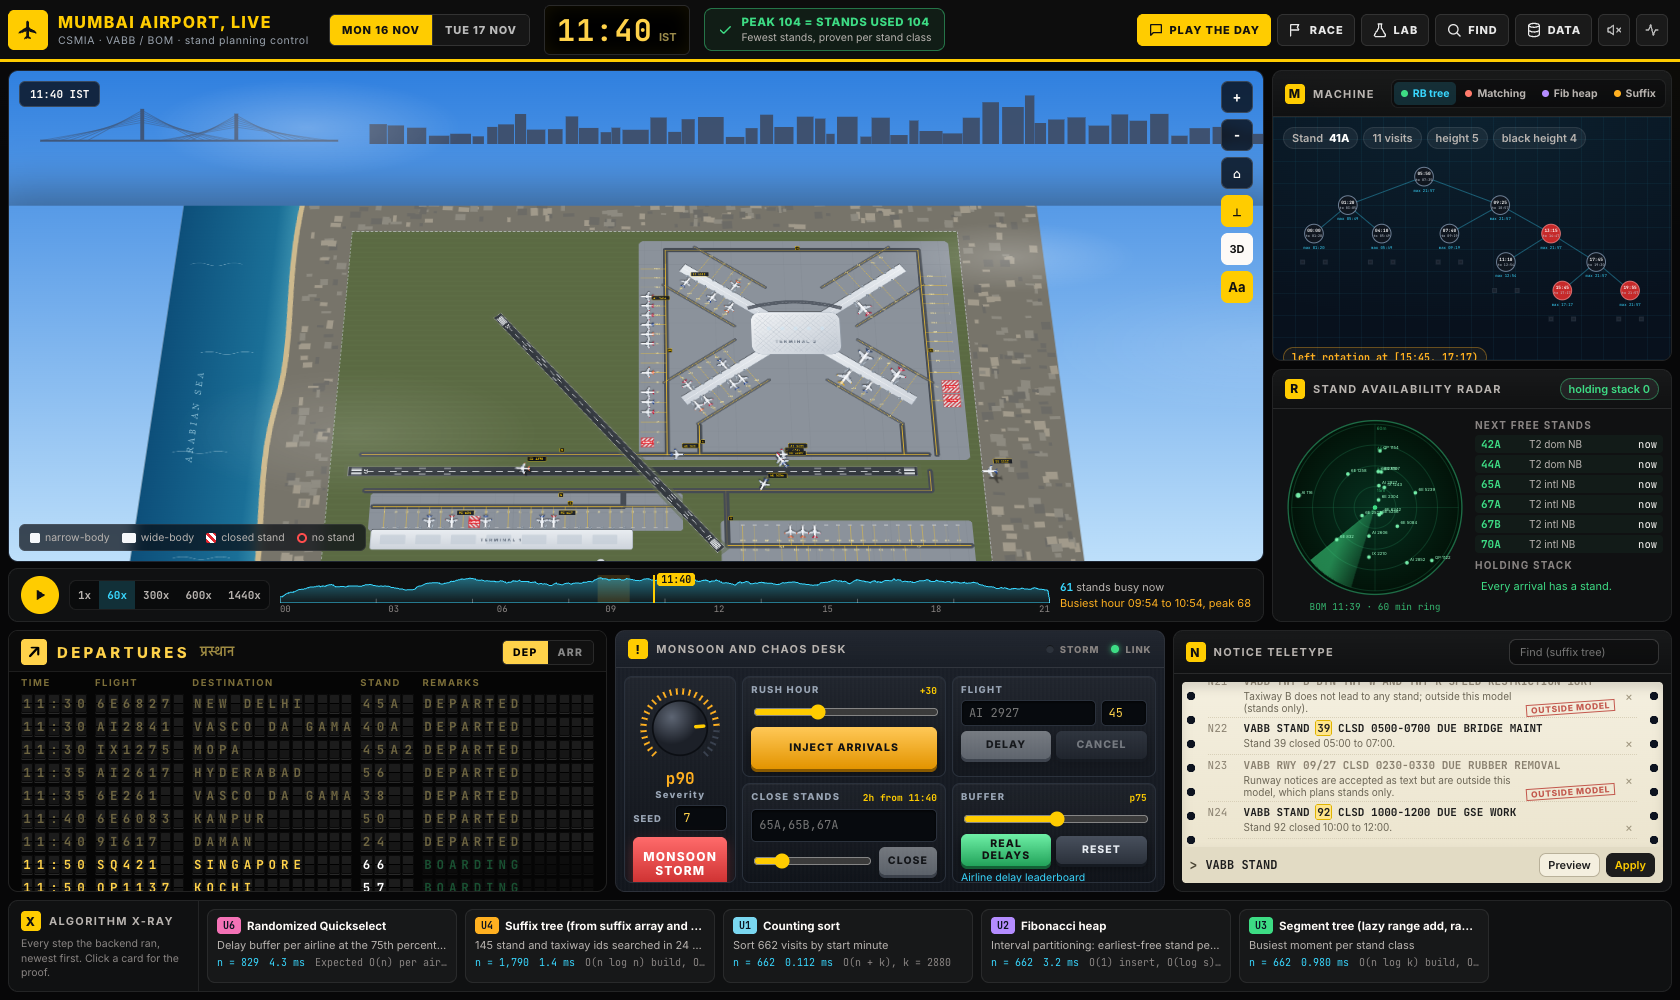 MUMBAI AIRPORT, LIVE
CSMIA · VABB / BOM · stand planning control
MON 16 NOV
TUE 17 NOV
11:40 IST
PEAK 104 = STANDS USED 104
Fewest stands, proven per stand class
PLAY THE DAY
RACE
LAB
FIND
DATA
11:40 IST
+
-
3D
Aa
ARABIAN SEA
TERMINAL 2
TERMINAL 1
narrow-body
wide-body
closed stand
no stand
M MACHINE
RB tree
Matching
Fib heap
Suffix
Stand 41A
11 visits
height 5
black height 4
left rotation at [15:45, 17:17)
R STAND AVAILABILITY RADAR
holding stack 0
NEXT FREE STANDS
42A T2 dom NB now
44A T2 dom NB now
65A T2 intl NB now
67A T2 intl NB now
67B T2 intl NB now
70A T2 intl NB now
HOLDING STACK
Every arrival has a stand.
BOM 11:39 · 60 min ring
1x 60x 300x 600x 1440x
11:40
00 03 06 09 12 15 18 21
61 stands busy now
Busiest hour 09:54 to 10:54, peak 68
DEPARTURES प्रस्थान
DEP ARR
TIME FLIGHT DESTINATION STAND REMARKS
11:30 6E6827 NEW DELHI 45A DEPARTED
11:30 AI2841 VASCO DA GAMA 40A DEPARTED
11:30 IX1275 MOPA 45A2 DEPARTED
11:35 AI2617 HYDERABAD 56 DEPARTED
11:35 6E261 VASCO DA GAMA 38 DEPARTED
11:40 6E6083 KANPUR 50 DEPARTED
11:40 9I617 DAMAN 24 DEPARTED
11:50 SQ421 SINGAPORE 66 BOARDING
11:50 QP1137 KOCHI 57 BOARDING
! MONSOON AND CHAOS DESK
STORM
LINK
p90
Severity
SEED 7
MONSOON STORM
RUSH HOUR +30
INJECT ARRIVALS
FLIGHT
AI 2927 45
DELAY
CANCEL
CLOSE STANDS 2h from 11:40
65A,65B,67A
CLOSE
BUFFER p75
REAL DELAYS
RESET
Airline delay leaderboard
N NOTICE TELETYPE
Find (suffix tree)
Taxiway B does not lead to any stand; outside this model
(stands only).
OUTSIDE MODEL
×
N22 VABB STAND 39 CLSD 0500-0700 DUE BRIDGE MAINT
Stand 39 closed 05:00 to 07:00. ×
N23 VABB RWY 09/27 CLSD 0230-0330 DUE RUBBER REMOVAL
Runway notices are accepted as text but are outside this ×
model, which plans stands only. OUTSIDE MODEL
N24 VABB STAND 92 CLSD 1000-1200 DUE GSE WORK
Stand 92 closed 10:00 to 12:00. ×
> VABB STAND
Preview
Apply
X ALGORITHM X-RAY
Every step the backend ran,
newest first. Click a card for the
proof.
U6 Randomized Quickselect
Delay buffer per airline at the 75th percent…
n = 829 4.3 ms Expected O(n) per air…
U4 Suffix tree (from suffix array and …
145 stand and taxiway ids searched in 24 …
n = 1,790 1.4 ms O(n log n) build, O…
U1 Counting sort
Sort 662 visits by start minute
n = 662 0.112 ms O(n + k), k = 2880
U2 Fibonacci heap
Interval partitioning: earliest-free stand pe…
n = 662 3.2 ms O(1) insert, O(log s)…
U3 Segment tree (lazy range add, ra…
Busiest moment per stand class
n = 662 0.980 ms O(n log k) build, O…